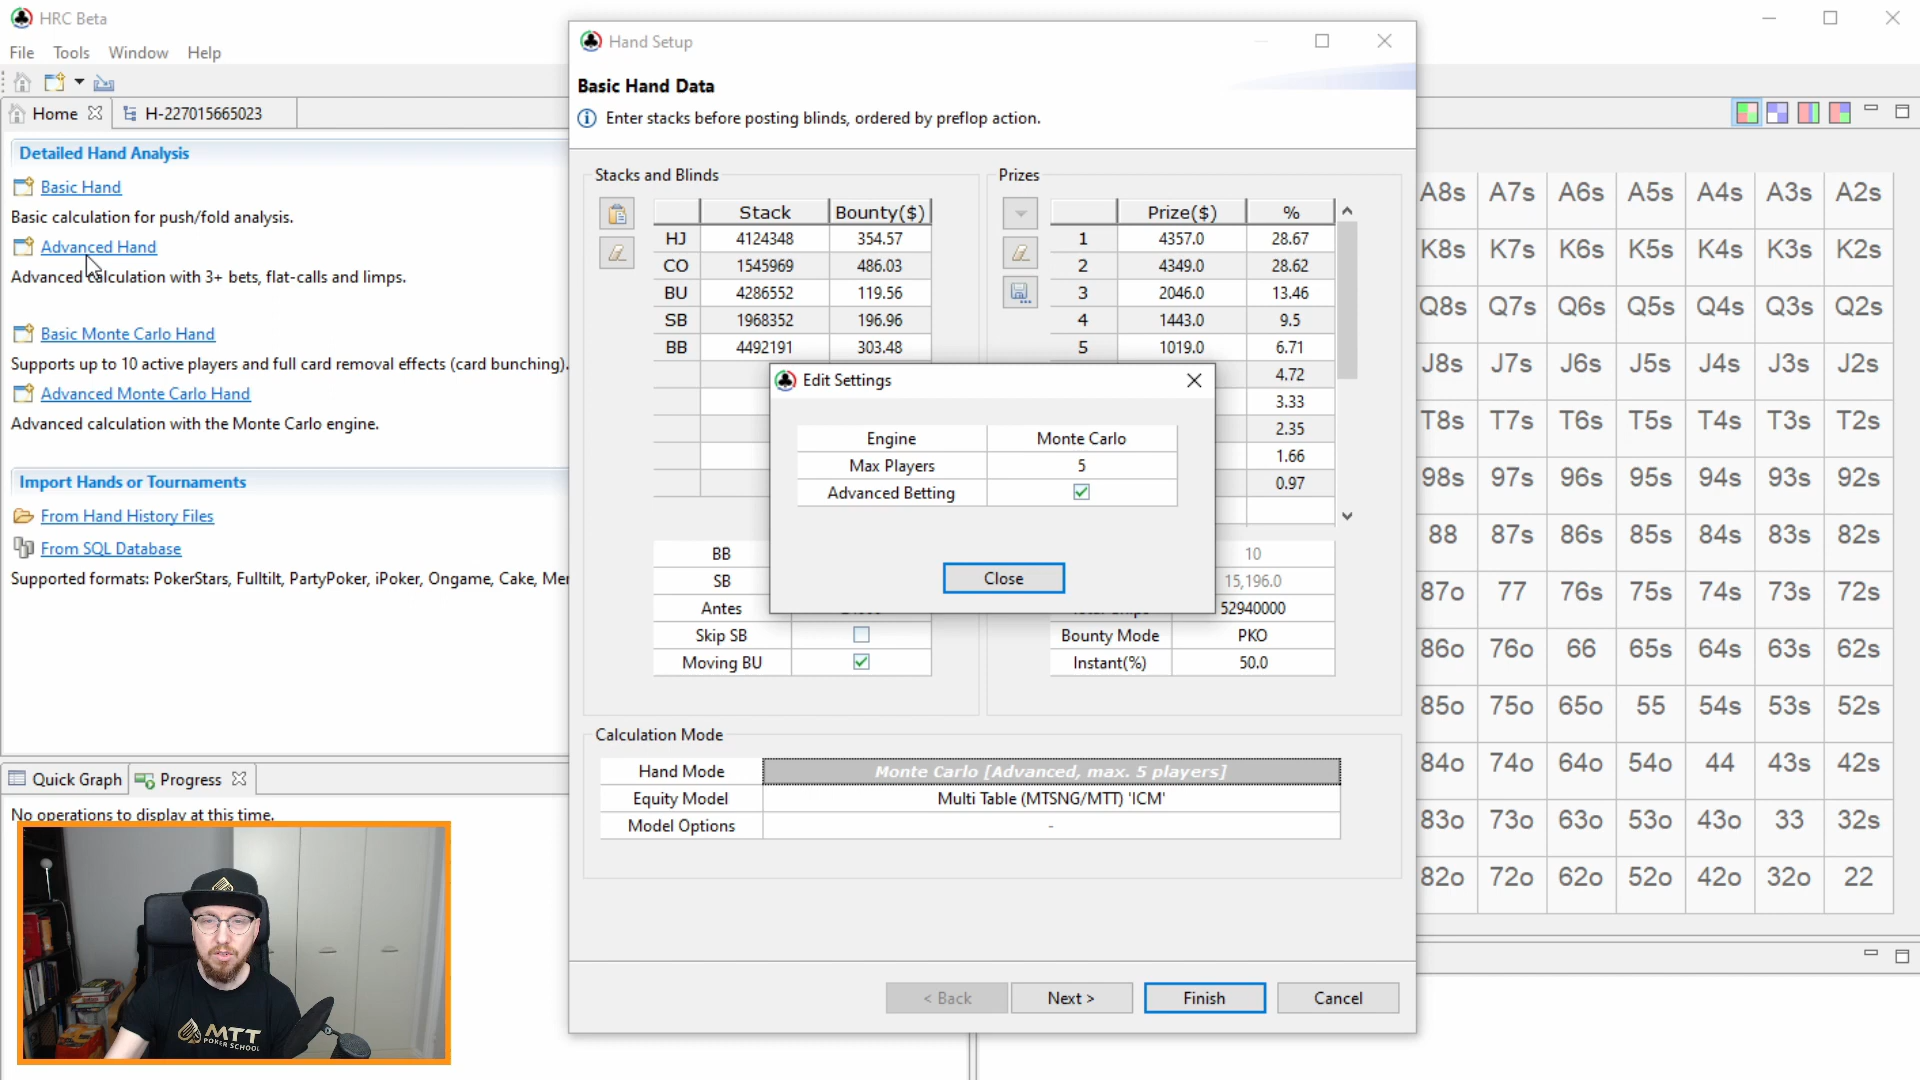 HRC Beta
File Tools Window Help
Home
H-227015665023
Detailed Hand Analysis
Basic Hand
Basic calculation for push/fold analysis.
Advanced Hand
Advanced calculation with 3+ bets, flat-calls and limps.
Basic Monte Carlo Hand
Supports up to 10 active players and full card removal effects (card bunching).
Advanced Monte Carlo Hand
Advanced calculation with the Monte Carlo engine.
Import Hands or Tournaments
From Hand History Files
From SQL Database
Supported formats: PokerStars, Fulltilt, PartyPoker, iPoker, Ongame, Cake,
Quick Graph
Progress
No operations to display at this time.
MTT
POKER SCHOOL
Hand Setup
Basic Hand Data
Enter stacks before posting blinds, ordered by preflop action.
Stacks and Blinds
Stack Bounty($)
HJ 4124348 354.57
CO 1545969 486.03
BU 4286552 119.56
SB 1968352 196.96
BB 4492191 303.48
BB
SB
Antes
Skip SB
Moving BU
Prizes
Prize($) %
1 4357.0 28.67
2 4349.0 28.62
3 2046.0 13.46
4 1443.0 9.5
5 1019.0 6.71
4.72
3.33
2.35
1.66
0.97
10
15,196.0
52940000
Bounty Mode PKO
Instant(%) 50.0
Edit Settings
Engine Monte Carlo
Max Players 5
Advanced Betting
Close
Calculation Mode
Hand Mode Monte Carlo [Advanced, max. 5 players]
Equity Model Multi Table (MTSNG/MTT) 'ICM'
Model Options -
< Back Next > Finish Cancel
A8s A7s A6s A5s A4s A3s A2s
K8s K7s K6s K5s K4s K3s K2s
Q8s Q7s Q6s Q5s Q4s Q3s Q2s
J8s J7s J6s J5s J4s J3s J2s
T8s T7s T6s T5s T4s T3s T2s
98s 97s 96s 95s 94s 93s 92s
88 87s 86s 85s 84s 83s 82s
87o 77 76s 75s 74s 73s 72s
86o 76o 66 65s 64s 63s 62s
85o 75o 65o 55 54s 53s 52s
84o 74o 64o 54o 44 43s 42s
83o 73o 63o 53o 43o 33 32s
82o 72o 62o 52o 42o 32o 22